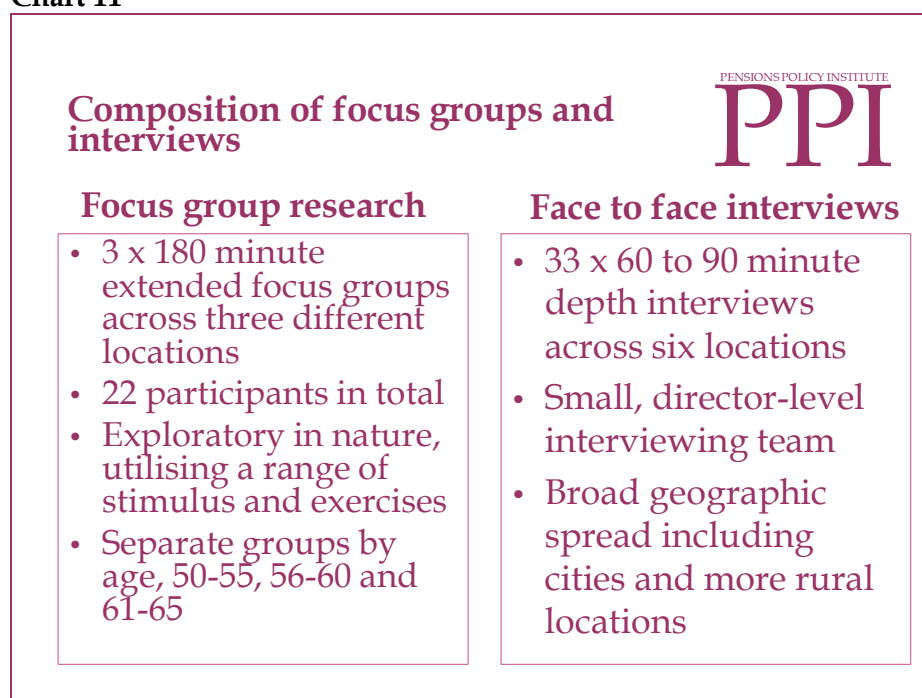 Chart 11
PENSIONS POLICY INSTITUTE
PPI
Composition of focus groups and
interviews
Focus group research
• 3 x 180 minute
extended focus groups
across three different
locations
• 22 participants in total
• Exploratory in nature,
utilising a range of
stimulus and exercises
• Separate groups by
age, 50-55, 56-60 and
61-65
Face to face interviews
• 33 x 60 to 90 minute
depth interviews
across six locations
• Small, director-level
interviewing team
• Broad geographic
spread including
cities and more rural
locations